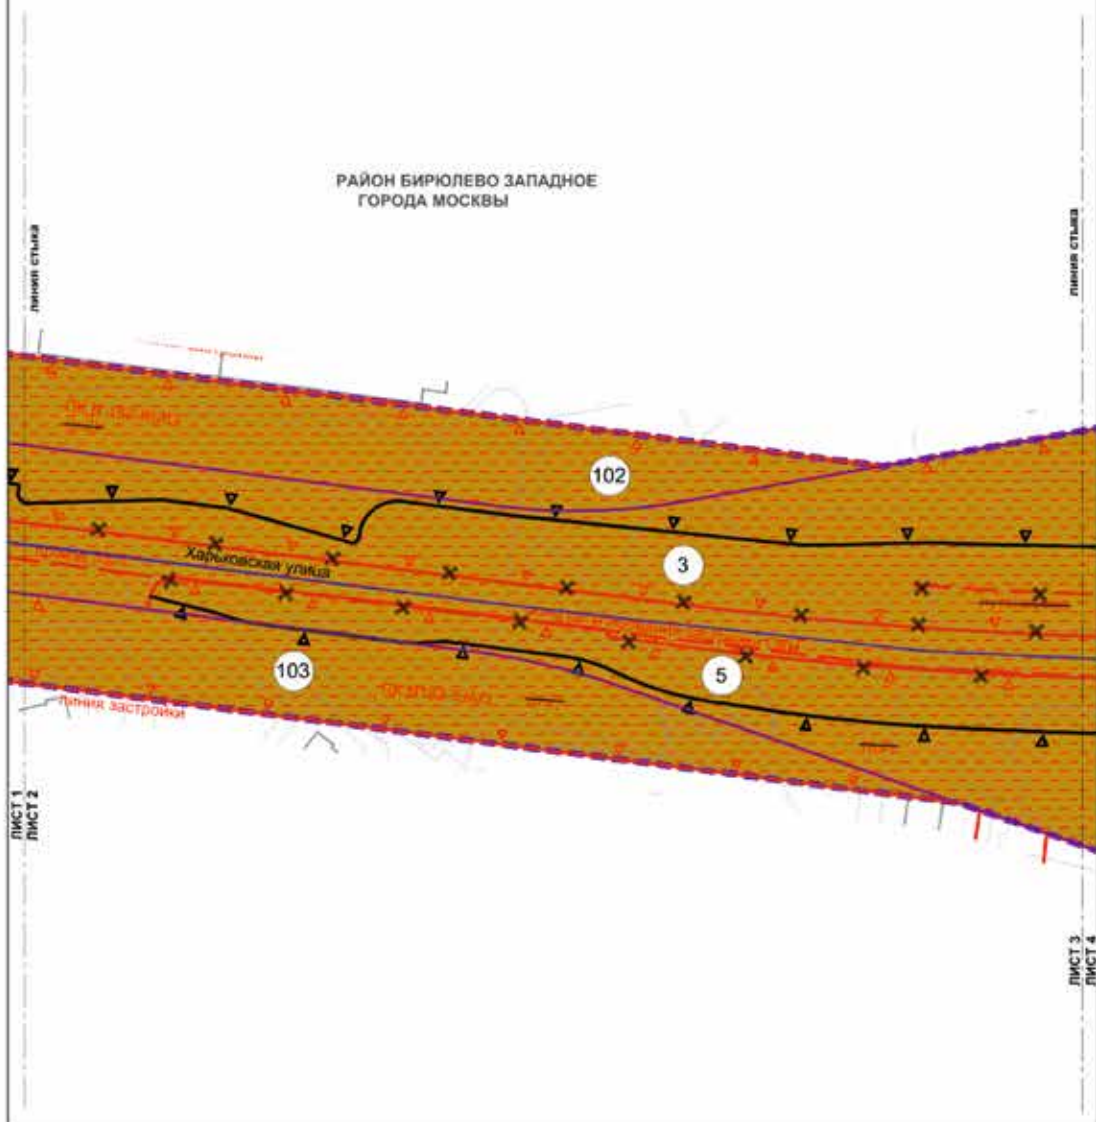 РАЙОН БИРЮЛЕВО ЗАПАДНОЕ
ГОРОДА МОСКВЫ
линия стыка
линия стыка
102
Харьковская улица
3
103
5
линия застройки
ЛИСТ 1
ЛИСТ 2
ЛИСТ 3
ЛИСТ 4